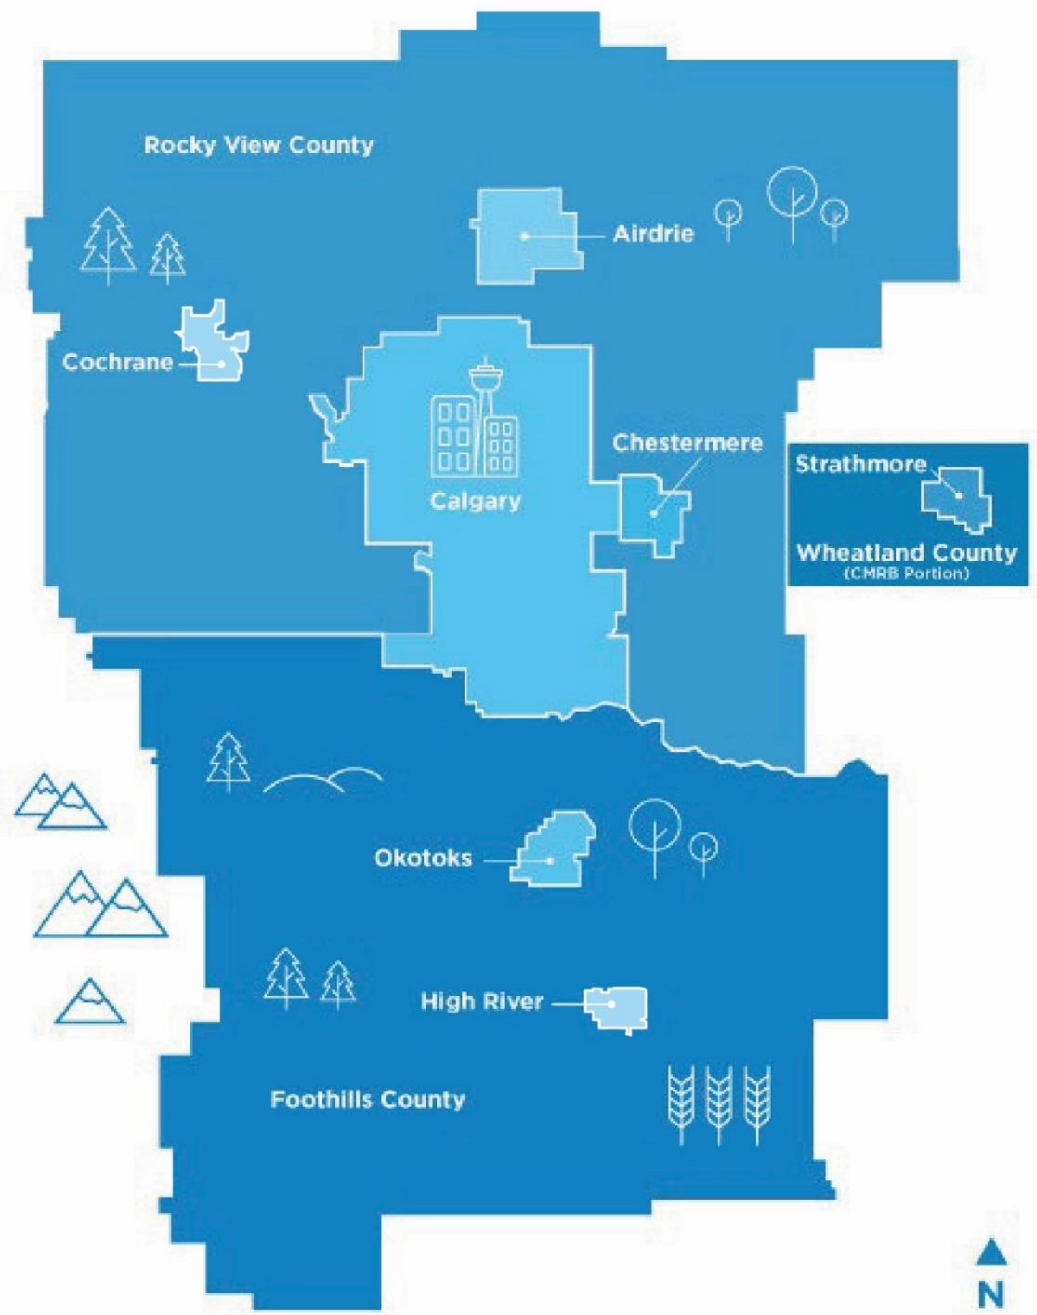 Rocky View County
Airdrie
Cochrane
Chestermere
Calgary
Strathmore
Wheatland County
(CMRB Portion)
Okotoks
High River
Foothills County
N